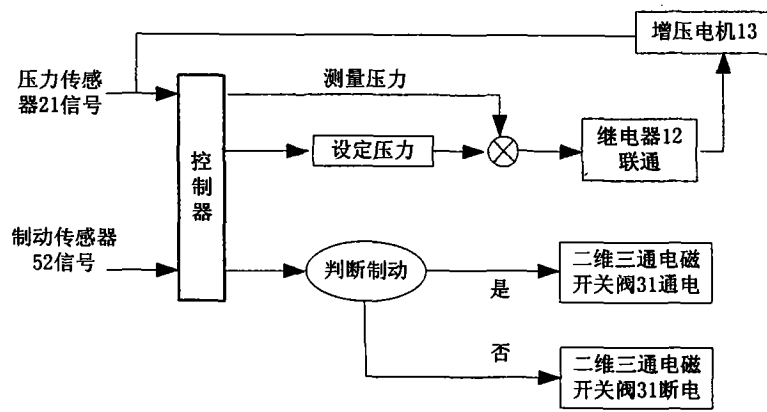 增压电机13
压力传感
器21信号
测量压力
控
制
器
设定压力
继电器12
联通
制动传感器
52信号
判断制动
是
二维三通电磁
开关阀31通电
否
二维三通电磁
开关阀31断电